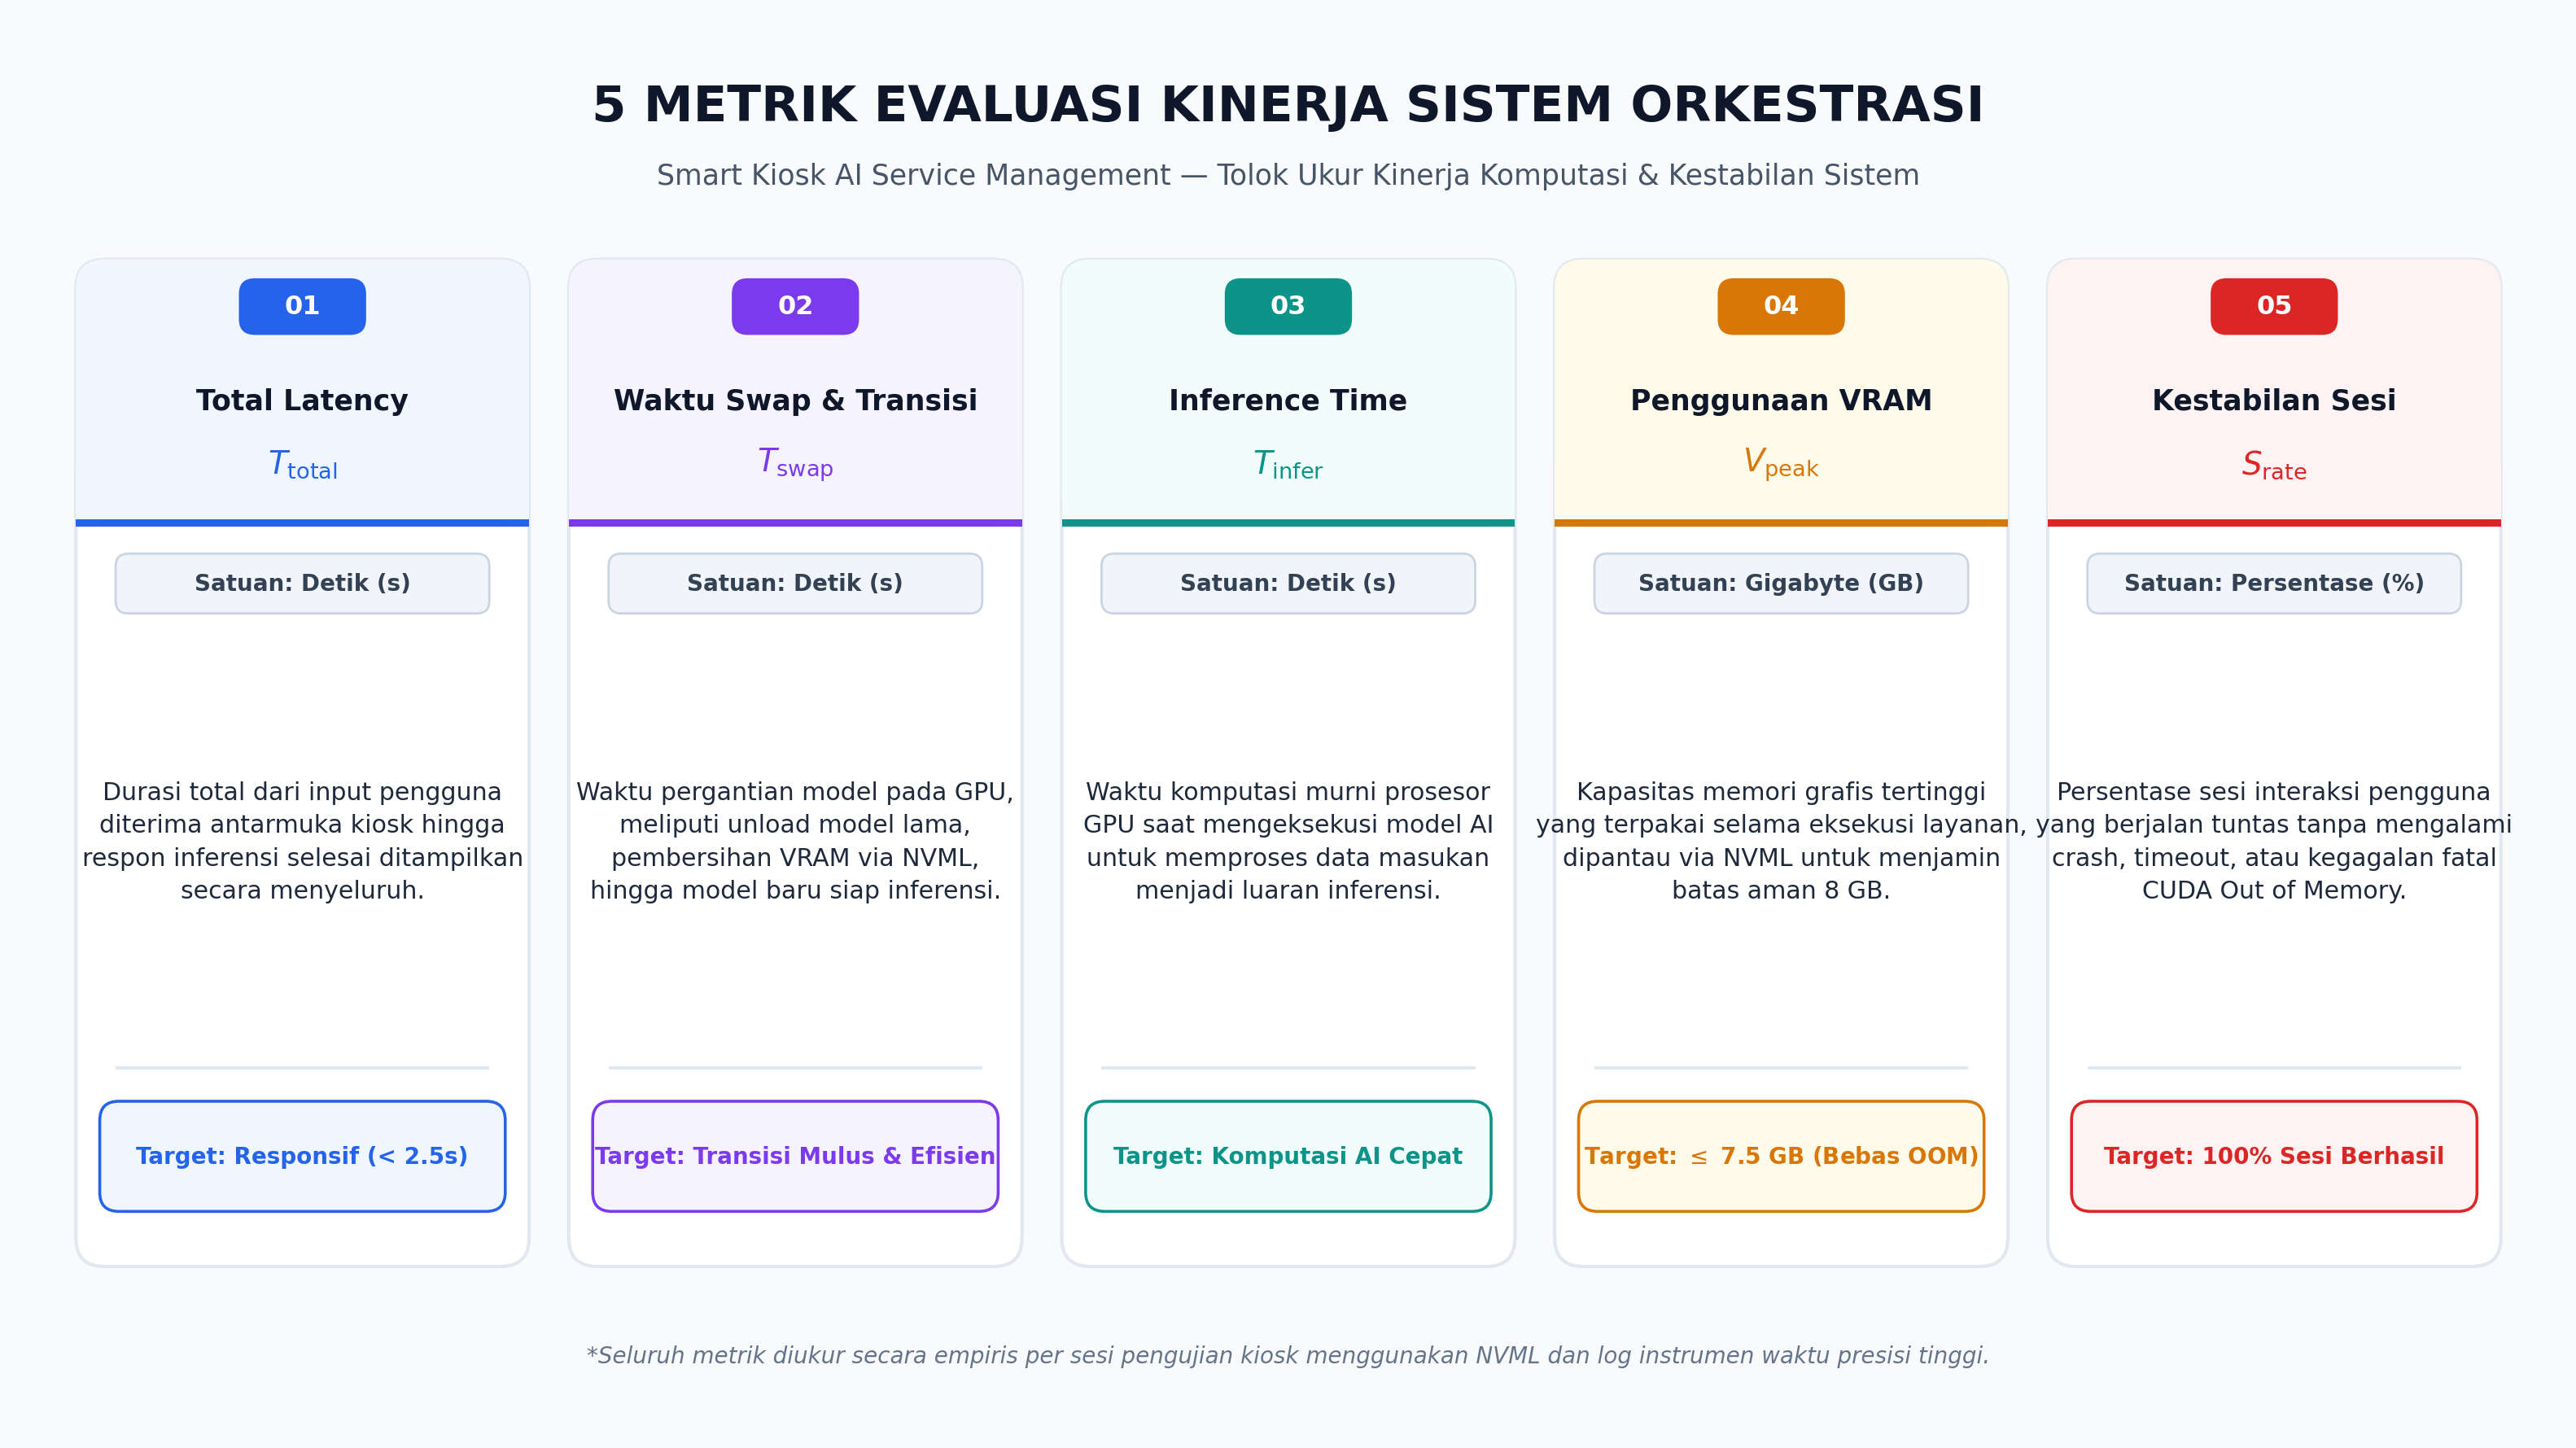 5 METRIK EVALUASI KINERJA SISTEM ORKESTRASI
Smart Kiosk AI Service Management — Tolok Ukur Kinerja Komputasi & Kestabilan Sistem
01
Total Latency
T_total
Satuan: Detik (s)
Durasi total dari input pengguna
diterima antarmuka kiosk hingga
respon inferensi selesai ditampilkan
secara menyeluruh.
Target: Responsif (< 2.5s)
02
Waktu Swap & Transisi
T_swap
Satuan: Detik (s)
Waktu pergantian model pada GPU,
meliputi unload model lama,
pembersihan VRAM via NVML,
hingga model baru siap inferensi.
Target: Transisi Mulus & Efisien
03
Inference Time
T_infer
Satuan: Detik (s)
Waktu komputasi murni prosesor
GPU saat mengeksekusi model AI
untuk memproses data masukan
menjadi luaran inferensi.
Target: Komputasi AI Cepat
04
Penggunaan VRAM
V_peak
Satuan: Gigabyte (GB)
Kapasitas memori grafis tertinggi
yang terpakai selama eksekusi layanan,
dipantau via NVML untuk menjamin
batas aman 8 GB.
Target: ≤ 7.5 GB (Bebas OOM)
05
Kestabilan Sesi
S_rate
Satuan: Persentase (%)
Persentase sesi interaksi pengguna
yang berjalan tuntas tanpa mengalami
crash, timeout, atau kegagalan fatal
CUDA Out of Memory.
Target: 100% Sesi Berhasil
*Seluruh metrik diukur secara empiris per sesi pengujian kiosk menggunakan NVML dan log instrumen waktu presisi tinggi.